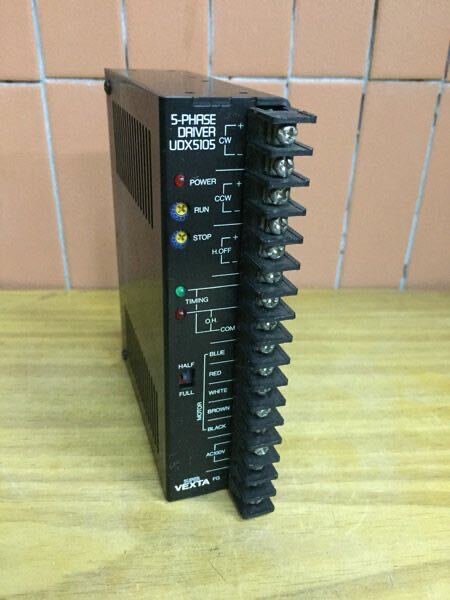 5-PHASE
DRIVER
UDX5105
+
CW
-
POWER
+
CCW
-
RUN
STOP
+
H.OFF
-
TIMING
O.H.
COM
HALF
FULL
MOTOR
BLUE
RED
WHITE
BROWN
BLACK
AC100V
SUPER
VEXTA
FG